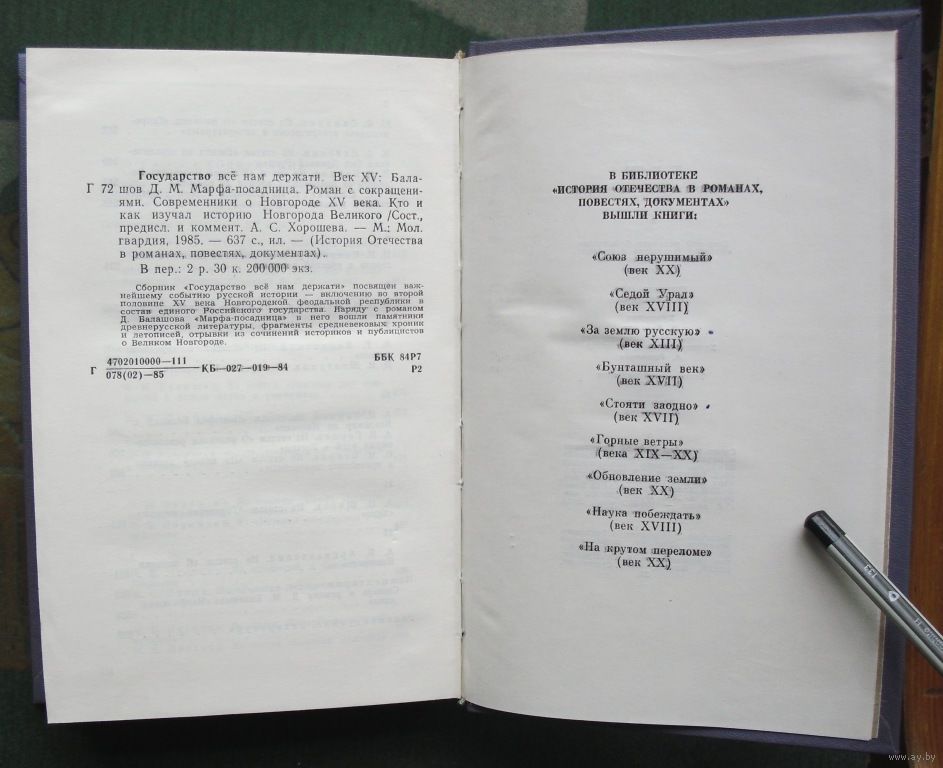 Государство всё нам держати. Век XV: Бала-
Г 72 шов Д. М. Марфа-посадница. Роман с сокращени-
ями. Современники о Новгороде XV века. Кто и
как изучал историю Новгорода Великого /Сост.,
предисл. и коммент. А. С. Хорошева. — М.: Мол.
гвардия, 1985. — 637 с., ил. — (История Отечества
в романах, повестях, документах).
В пер.: 2 р. 30 к. 200 000 экз.
Сборник «Государство всё нам держати» посвящен важ-
нейшему событию русской истории — включению во второй
половине XV века Новгородской феодальной республики в
состав единого Российского государства. Наряду с романом
Д. Балашова «Марфа-посадница» в него вошли памятники
древнерусской литературы, фрагменты средневековых хроник
и летописей, отрывки из сочинений историков и публицистов
о Великом Новгороде.
Г 4702010000—111
078(02)—85 КБ—027—019—84
ББК 84Р7
Р2
В БИБЛИОТЕКЕ
«ИСТОРИЯ ОТЕЧЕСТВА В РОМАНАХ,
ПОВЕСТЯХ, ДОКУМЕНТАХ»
ВЫШЛИ КНИГИ:
«Союз нерушимый»
(век XX)
«Седой Урал»
(век XVIII)
«За землю русскую»
(век XIII)
«Бунташный век»
(век XVII)
«Стояти заодно»
(век XVII)
«Горные ветры»
(века XIX—XX)
«Обновление земли»
(век XX)
«Наука побеждать»
(век XVIII)
«На крутом переломе»
(век XX)
www.ay.by